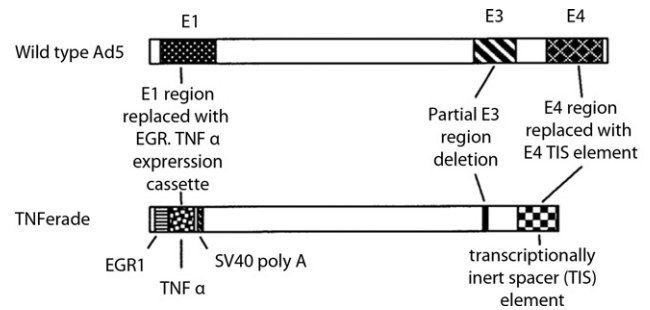 E1
E3
E4
Wild type Ad5
E1 region
replaced with
EGR. TNF α
exprerssion
cassette
Partial E3
region
deletion
E4 region
replaced with
E4 TIS element
TNFerade
EGR1
TNF α
SV40 poly A
transcriptionally
inert spacer (TIS)
element